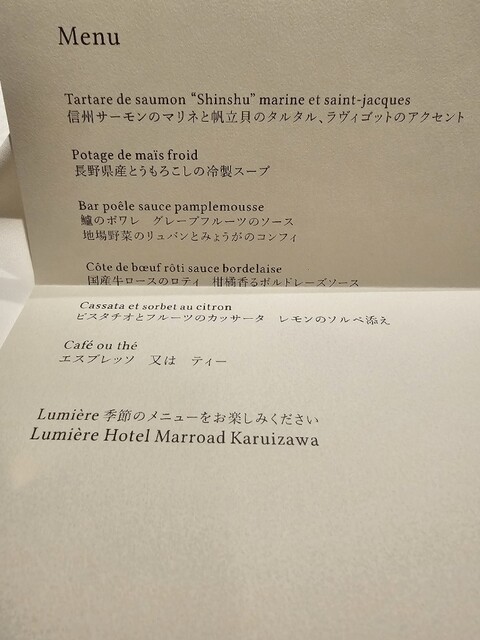 Menu
Tartare de saumon “Shinshu” marine et saint-jacques
信州サーモンのマリネと帆立貝のタルタル、ラヴィゴットのアクセント
Potage de maïs froid
長野県産とうもろこしの冷製スープ
Bar poêle sauce pamplemousse
鱸のポワレ　グレープフルーツのソース
地場野菜のリュバンとみょうがのコンフィ
Côte de bœuf rôti sauce bordelaise
国産牛ロースのロティ　柑橘香るボルドレーズソース
Cassata et sorbet au citron
ピスタチオとフルーツのカッサータ　レモンのソルベ添え
Café ou thé
エスプレッソ　又は　ティー
Lumière 季節のメニューをお楽しみください
Lumière Hotel Marroad Karuizawa